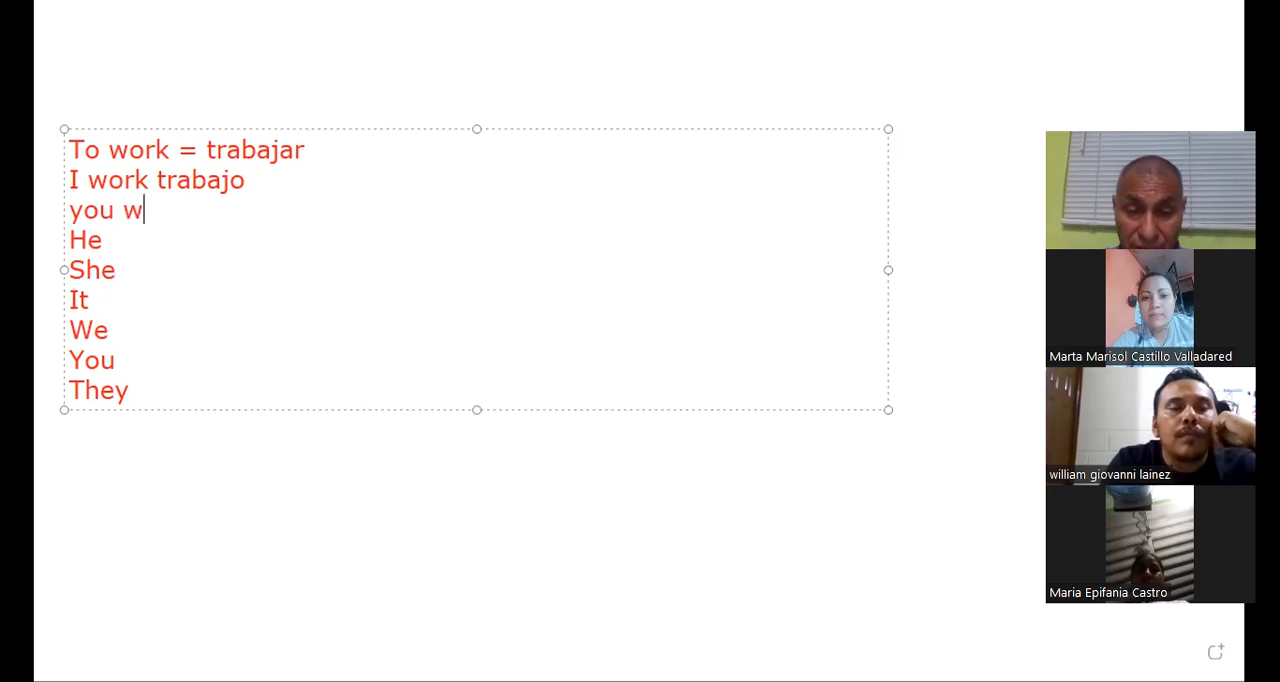 To work = trabajar
I work trabajo
you w
He
She
It
We
You
They
Marta Marisol Castillo Valladared
william giovanni lainez
Maria Epifania Castro